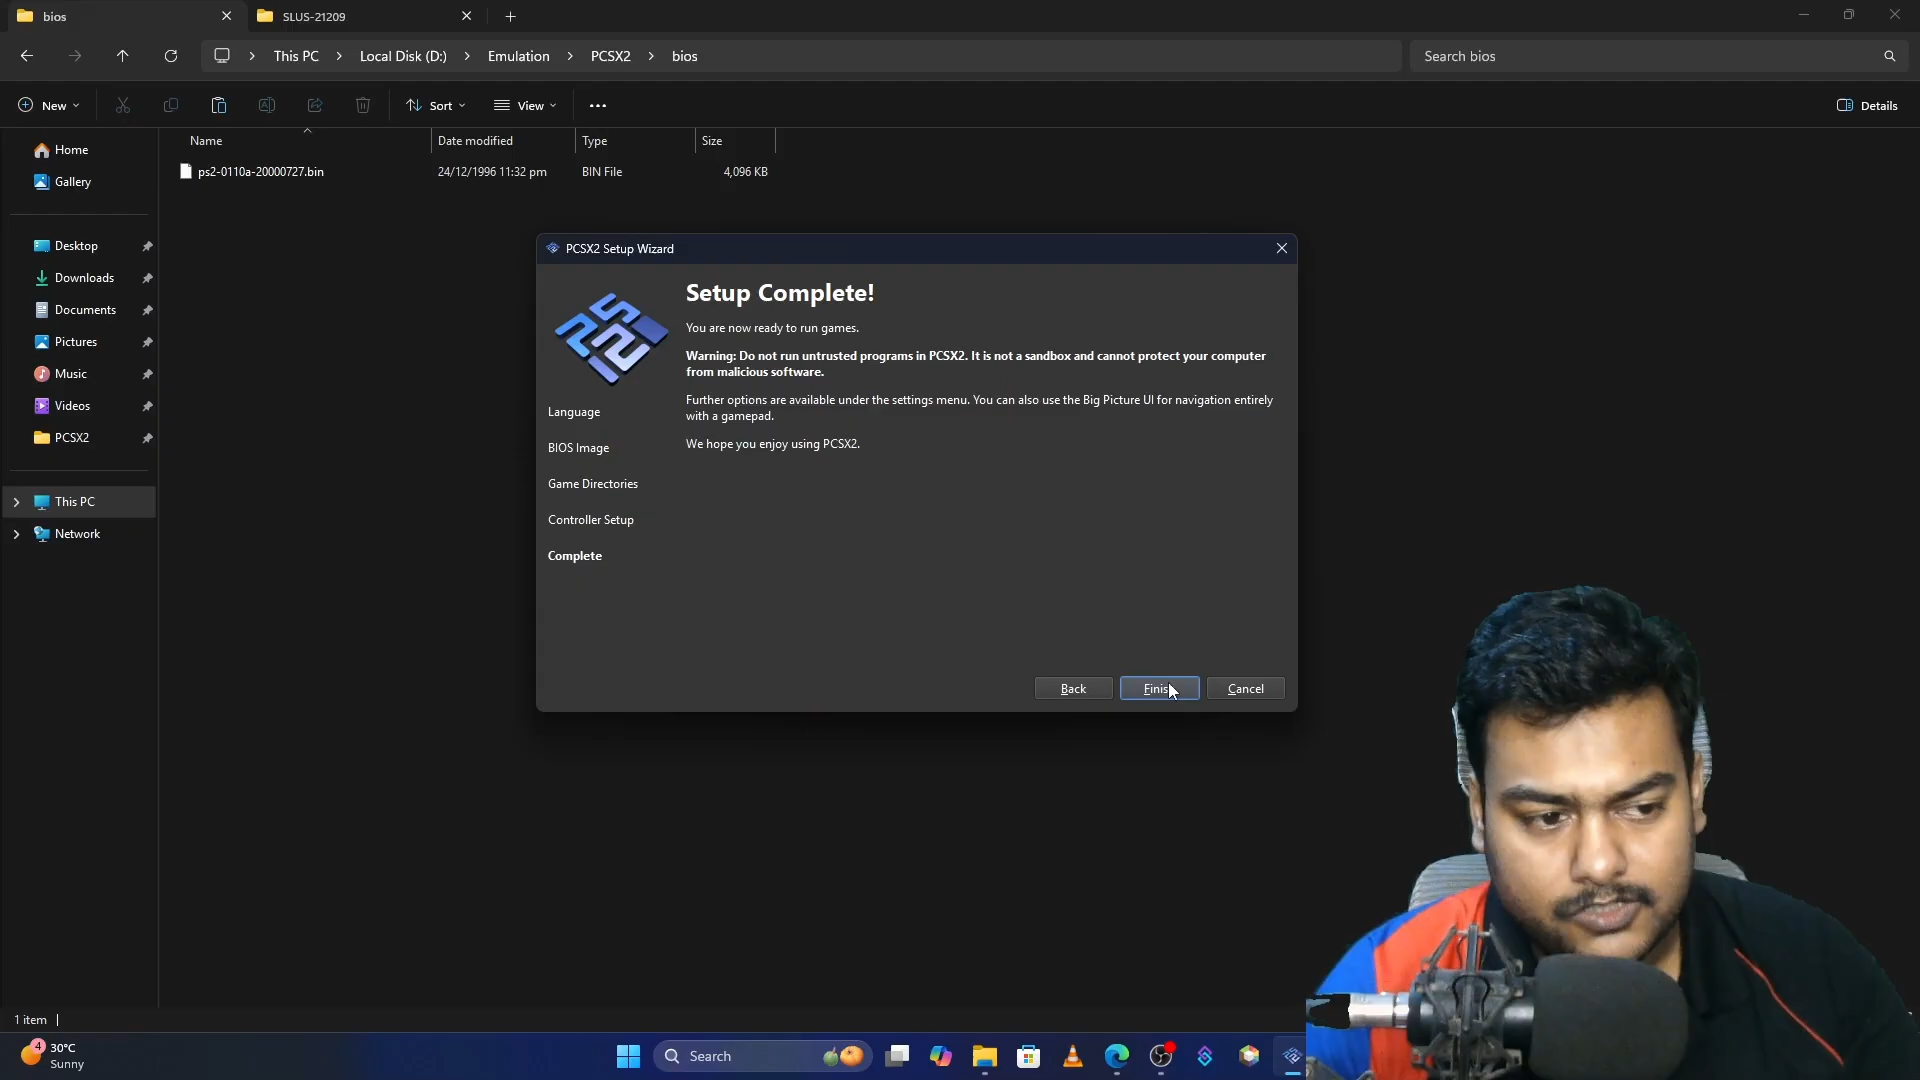 bios
SLUS-21209
This PC
Local Disk (D:)
Emulation
PCSX2
bios
Search bios
New
Sort
View
Details
Name
Date modified
Type
Size
ps2-0110a-20000727.bin
24/12/1996 11:32 pm
BIN File
4,096 KB
Home
Gallery
Desktop
Downloads
Documents
Pictures
Music
Videos
PCSX2
This PC
Network
PCSX2 Setup Wizard
Setup Complete!
You are now ready to run games.
Warning: Do not run untrusted programs in PCSX2. It is not a sandbox and cannot protect your computer
from malicious software.
Further options are available under the settings menu. You can also use the Big Picture UI for navigation entirely
with a gamepad.
We hope you enjoy using PCSX2.
Language
BIOS Image
Game Directories
Controller Setup
Complete
Back
Finis
Cancel
1 item
4
30°C
Sunny
Search